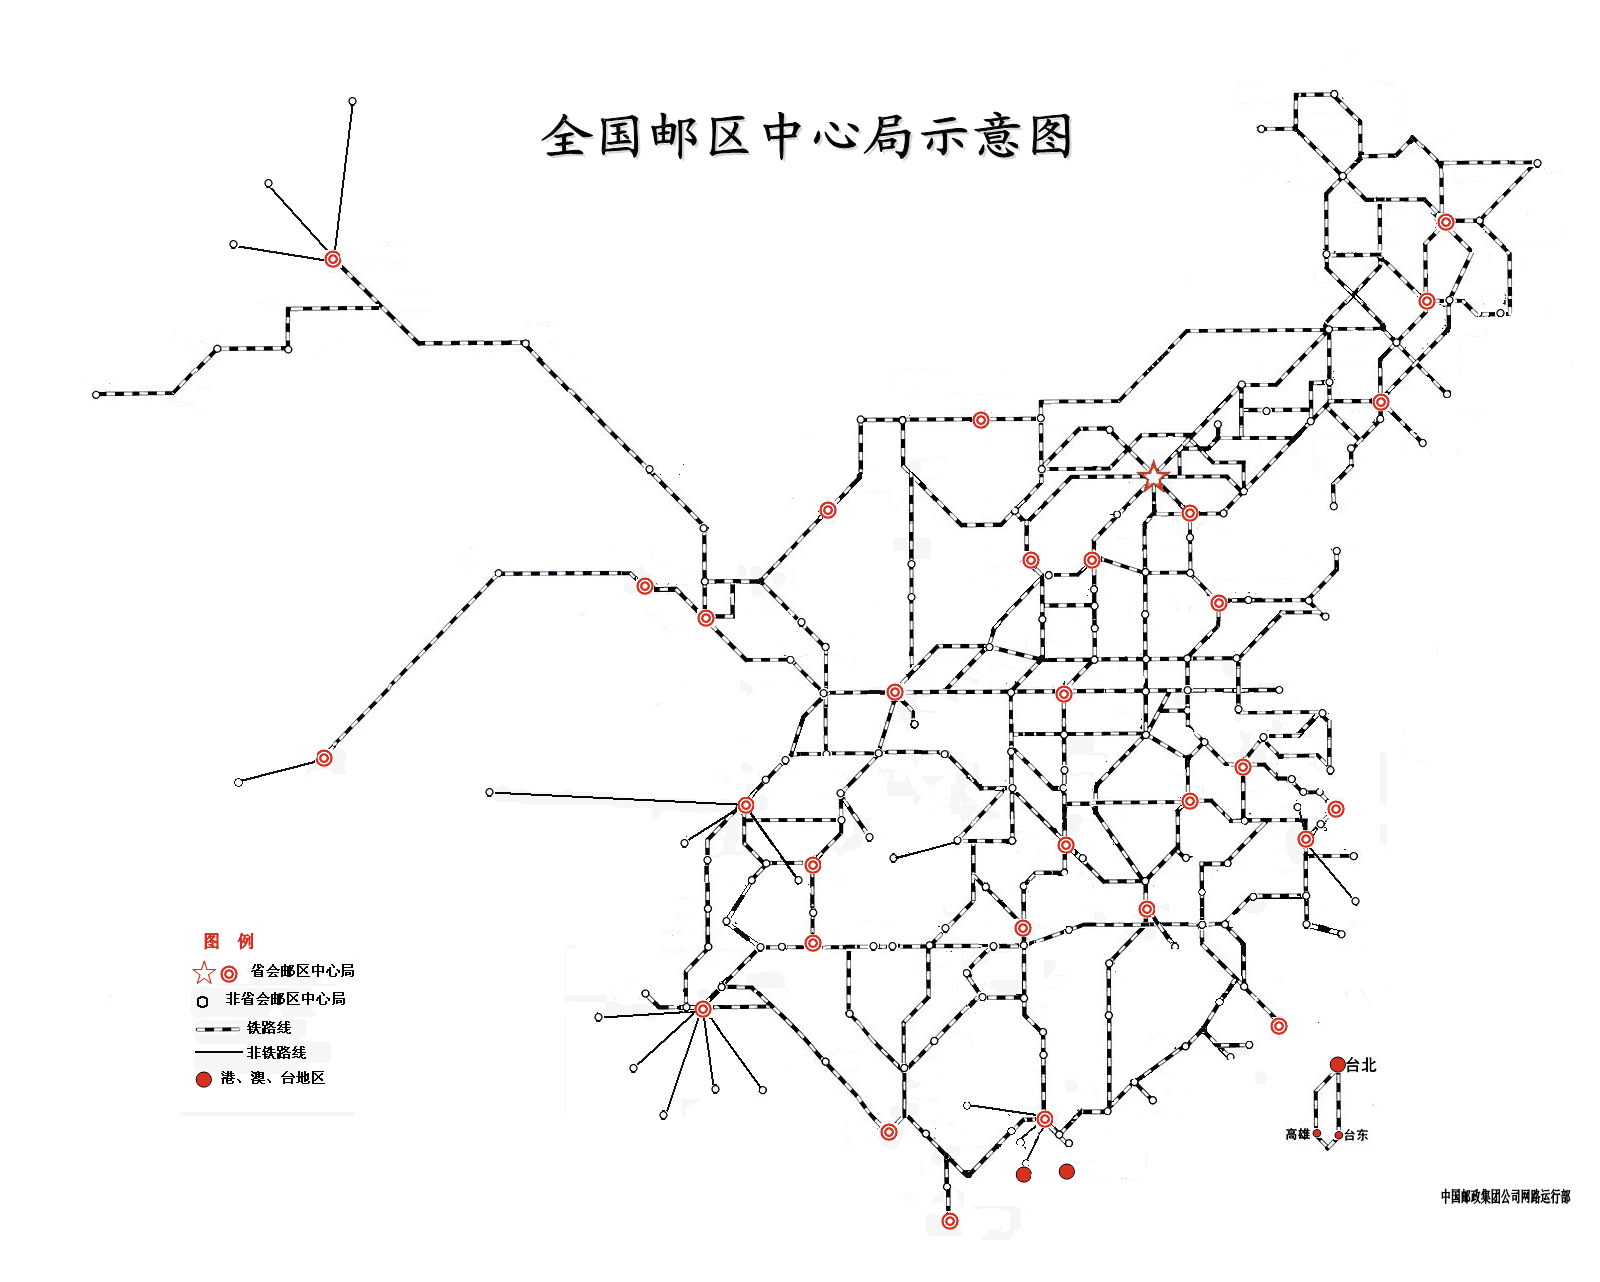 全国邮区中心局示意图
图 例
省会邮区中心局
非省会邮区中心局
铁路线
非铁路线
港、澳、台地区
台北
高雄
台东
中国邮政集团公司网路运行部